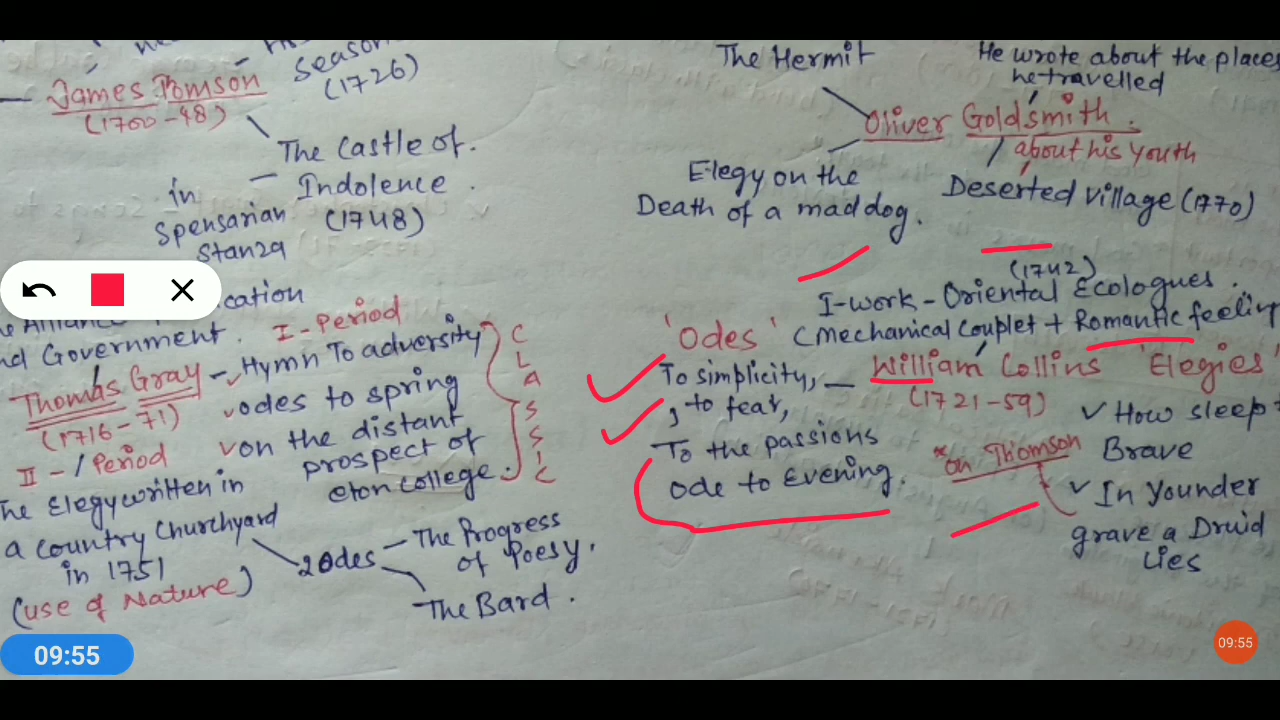 Seasons
(1726)
James Tomson
(1700-48)
The Castle of
Indolence
(1748)
in
Spensarian
Stanza
cation
nd Government.
I-Period
Hymn To adversity
Thomas Gray
(1716-71)
odes to spring
on the distant
prospect of
eton college.
CLASSIC
II-Period
The Elegy written in
a country Churchyard
in 1751
(use of Nature)
2 Odes
The Progress
of Poesy.
The Bard.
The Hermit
He wrote about the places
he travelled
Oliver Goldsmith.
about his youth
Elegy on the
Death of a mad dog.
Deserted village (1770)
(1742)
I-work - Oriental Ecologues.
(mechanical couplet + Romantic feeling
'Odes'
To simplicity,
, to fear,
To the passions
Ode to Evening.
William Collins
(1721-59)
'Elegies'
How sleep
Brave
*on Thomson
In Younder
grave a Druid
Lies
09:55
09:55